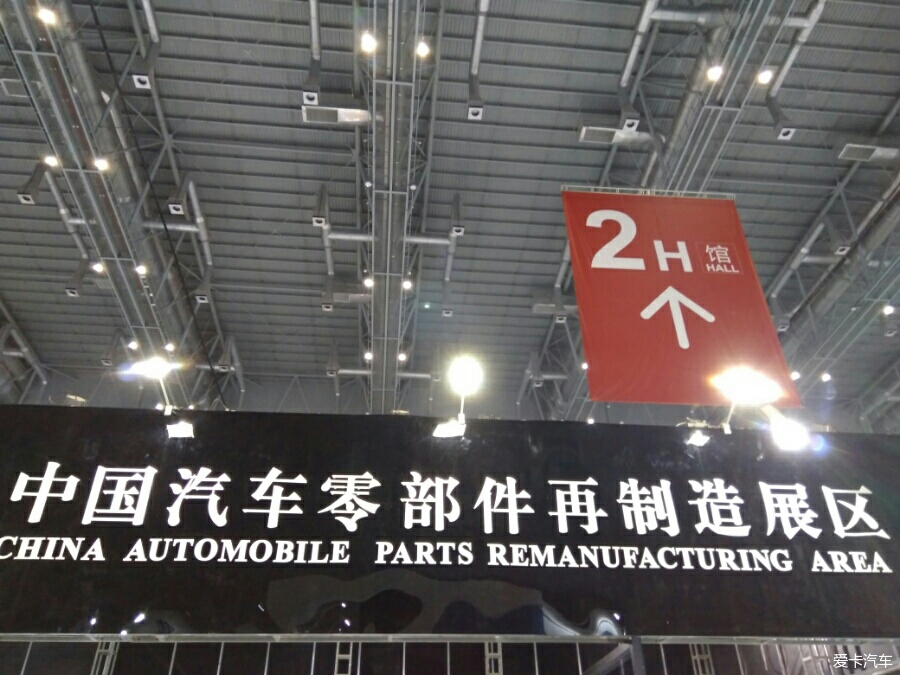 2H 馆
HALL
中国汽车零部件再制造展区
CHINA AUTOMOBILE PARTS REMANUFACTURING AREA
爱卡汽车